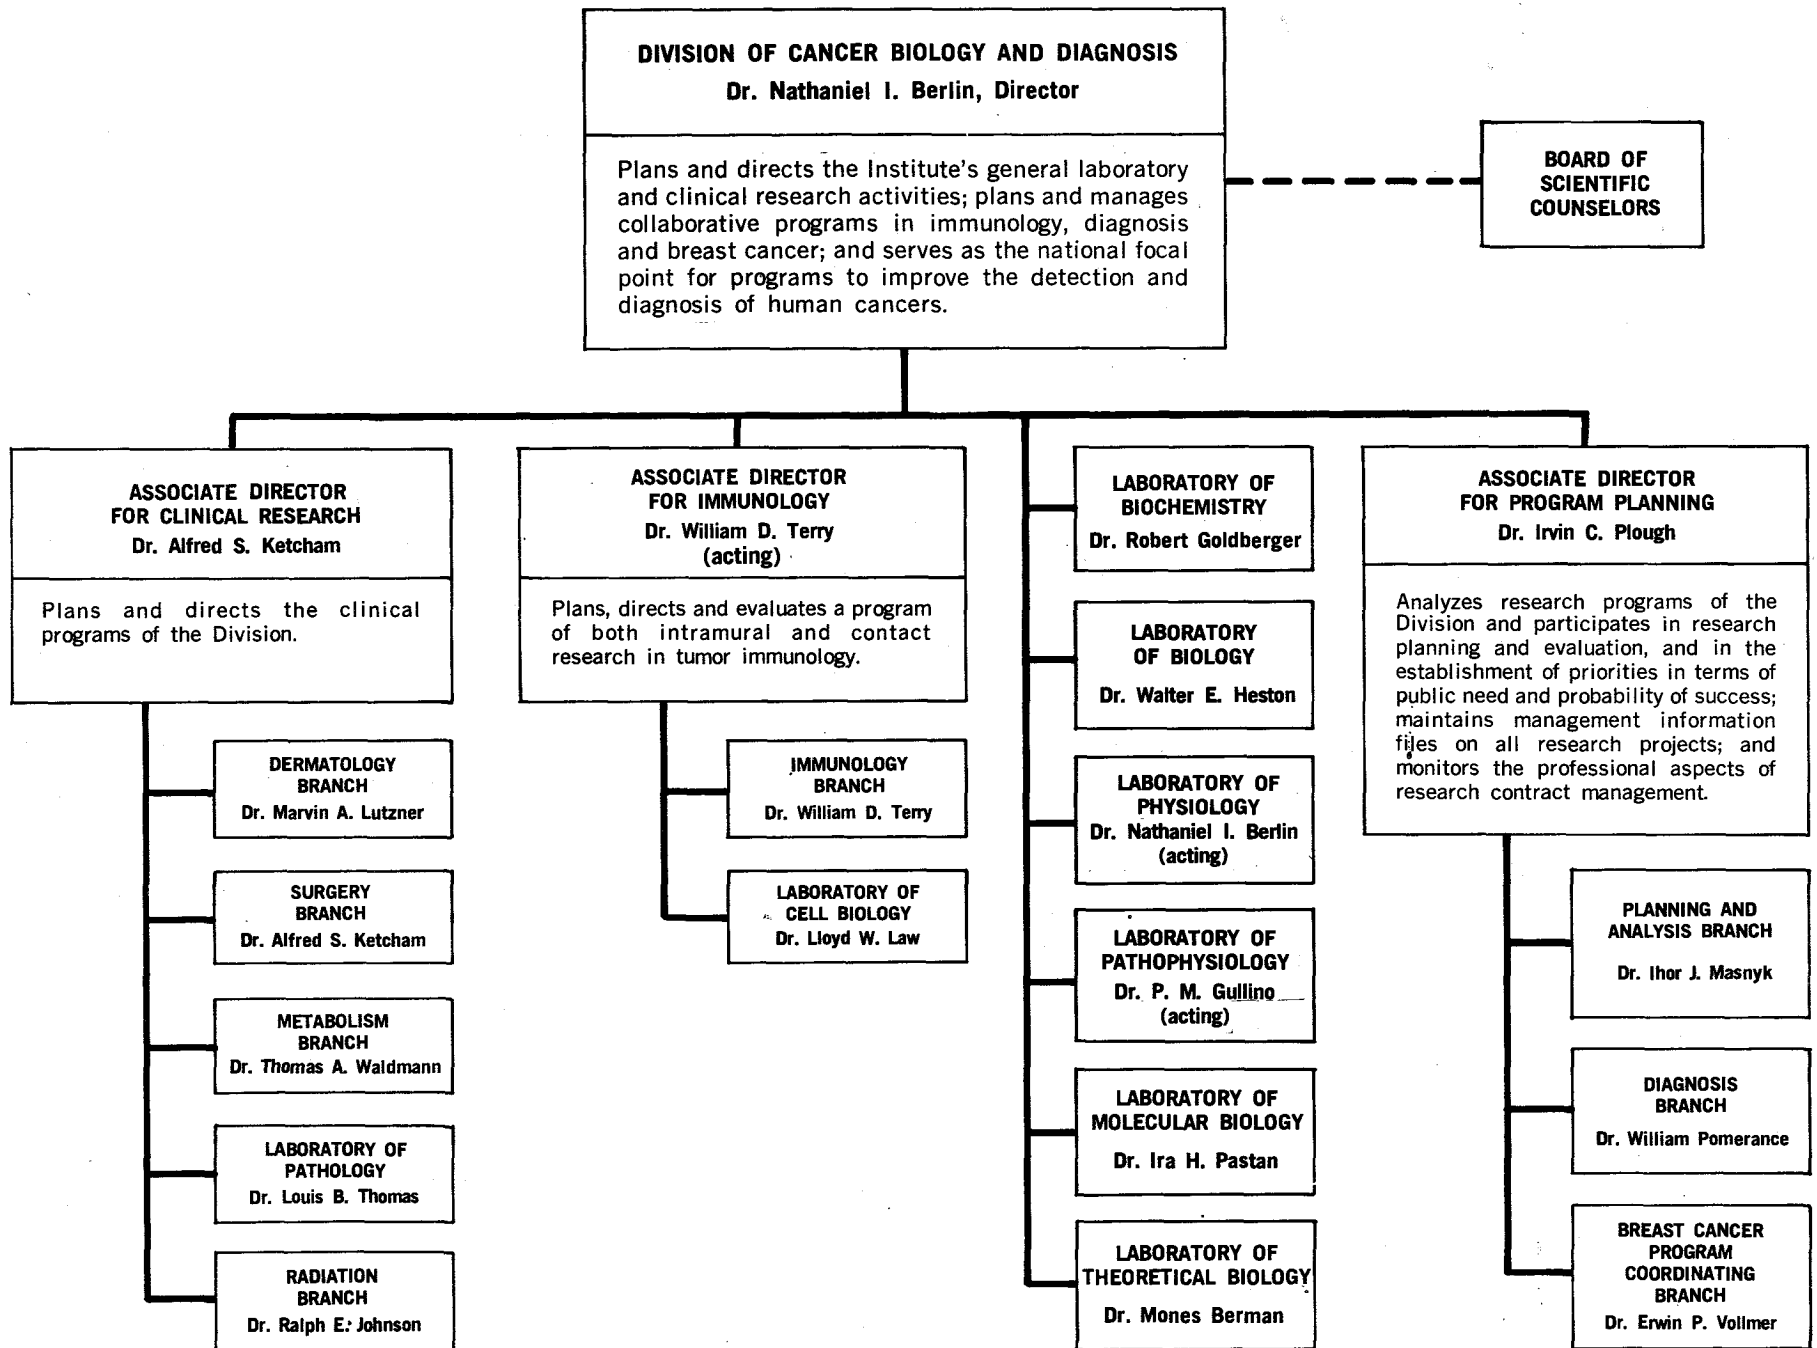 DIVISION OF CANCER BIOLOGY AND DIAGNOSIS
Dr. Nathaniel I. Berlin, Director
Plans and directs the Institute's general laboratory
and clinical research activities; plans and manages
collaborative programs in immunology, diagnosis
and breast cancer; and serves as the national focal
point for programs to improve the detection and
diagnosis of human cancers.
BOARD OF
SCIENTIFIC
COUNSELORS
ASSOCIATE DIRECTOR
FOR CLINICAL RESEARCH
Dr. Alfred S. Ketcham
Plans and directs the clinical
programs of the Division.
DERMATOLOGY
BRANCH
Dr. Marvin A. Lutzner
SURGERY
BRANCH
Dr. Alfred S. Ketcham
METABOLISM
BRANCH
Dr. Thomas A. Waldmann
LABORATORY OF
PATHOLOGY
Dr. Louis B. Thomas
RADIATION
BRANCH
Dr. Ralph E. Johnson
ASSOCIATE DIRECTOR
FOR IMMUNOLOGY
Dr. William D. Terry
(acting)
Plans, directs and evaluates a program
of both intramural and contact
research in tumor immunology.
IMMUNOLOGY
BRANCH
Dr. William D. Terry
LABORATORY OF
CELL BIOLOGY
Dr. Lloyd W. Law
LABORATORY OF
BIOCHEMISTRY
Dr. Robert Goldberger
LABORATORY
OF BIOLOGY
Dr. Walter E. Heston
LABORATORY OF
PHYSIOLOGY
Dr. Nathaniel I. Berlin
(acting)
LABORATORY OF
PATHOPHYSIOLOGY
Dr. P. M. Gullino
(acting)
LABORATORY OF
MOLECULAR BIOLOGY
Dr. Ira H. Pastan
LABORATORY OF
THEORETICAL BIOLOGY
Dr. Mones Berman
ASSOCIATE DIRECTOR
FOR PROGRAM PLANNING
Dr. Irvin C. Plough
Analyzes research programs of the
Division and participates in research
planning and evaluation, and in the
establishment of priorities in terms of
public need and probability of success;
maintains management information
files on all research projects; and
monitors the professional aspects of
research contract management.
PLANNING AND
ANALYSIS BRANCH
Dr. Ihor J. Masnyk
DIAGNOSIS
BRANCH
Dr. William Pomerance
BREAST CANCER
PROGRAM
COORDINATING
BRANCH
Dr. Erwin P. Vollmer